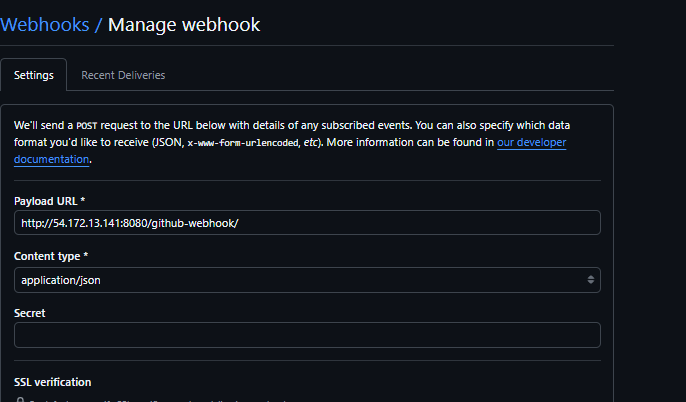 Webhooks / Manage webhook
Settings Recent Deliveries
We'll send a POST request to the URL below with details of any subscribed events. You can also specify which data
format you'd like to receive (JSON, x-www-form-urlencoded, etc). More information can be found in our developer
documentation.
Payload URL *
http://54.172.13.141:8080/github-webhook/
Content type *
application/json
Secret
SSL verification